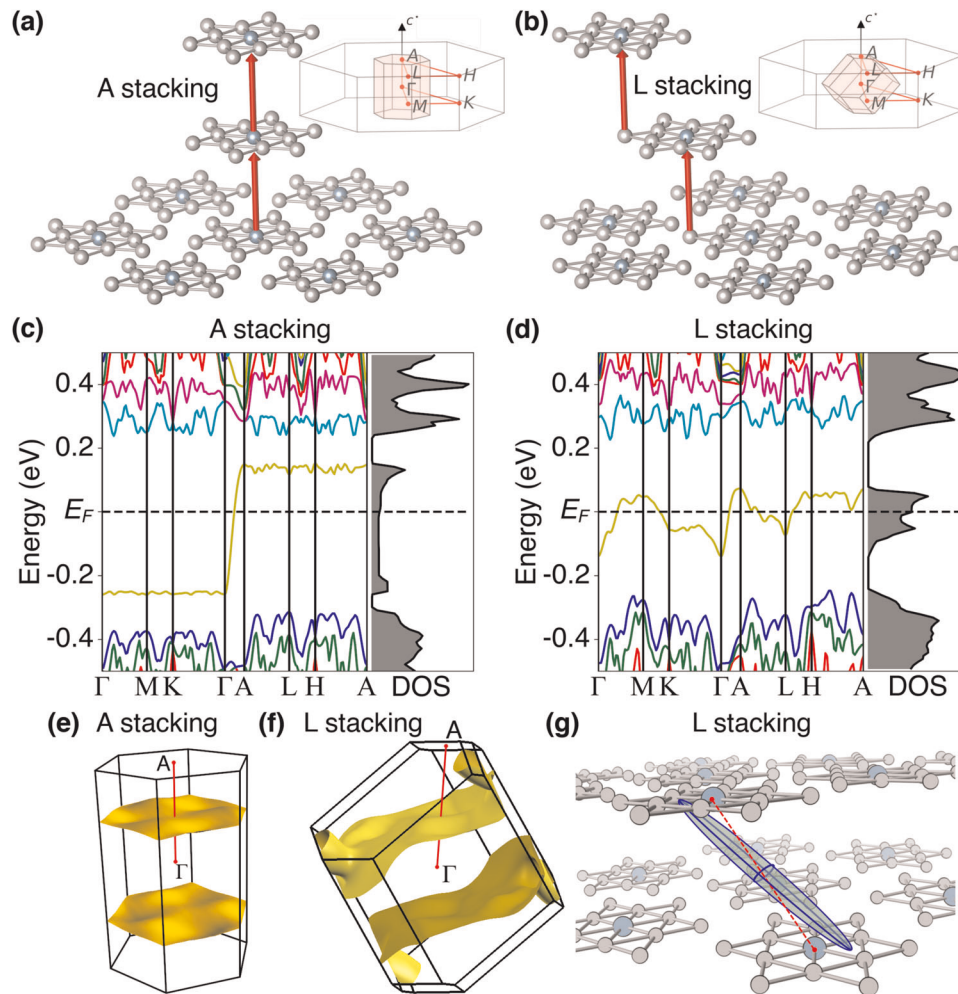 (a)
A stacking
c*
A
L
H
Γ
M
K
(b)
L stacking
c*
A
L
H
Γ
M
K
(c)
A stacking
Energy (eV)
0.4
0.2
E_F
-0.2
-0.4
Γ M K Γ A L H A DOS
(d)
L stacking
Energy (eV)
0.4
0.2
E_F
-0.2
-0.4
Γ M K Γ A L H A DOS
(e)
A stacking
A
Γ
(f)
L stacking
A
Γ
(g)
L stacking